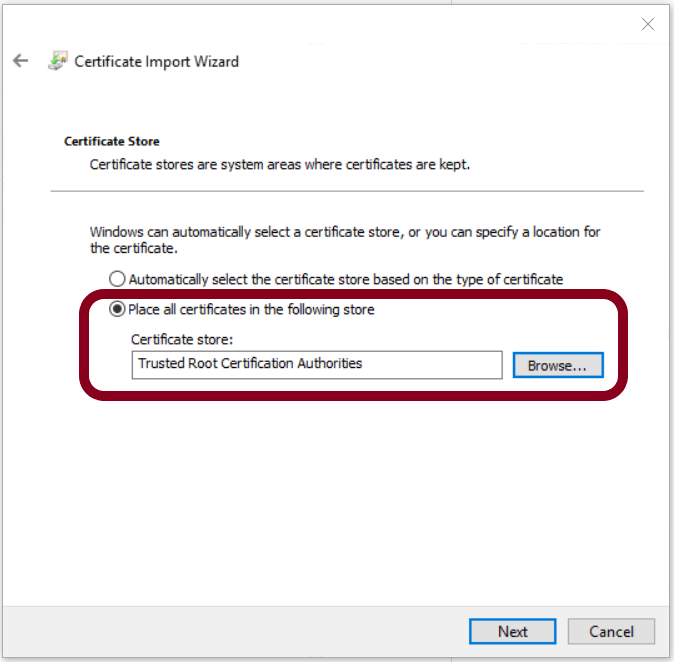 Certificate Import Wizard
Certificate Store
Certificate stores are system areas where certificates are kept.
Windows can automatically select a certificate store, or you can specify a location for
the certificate.
Automatically select the certificate store based on the type of certificate
Place all certificates in the following store
Certificate store:
Trusted Root Certification Authorities
Browse...
Next
Cancel